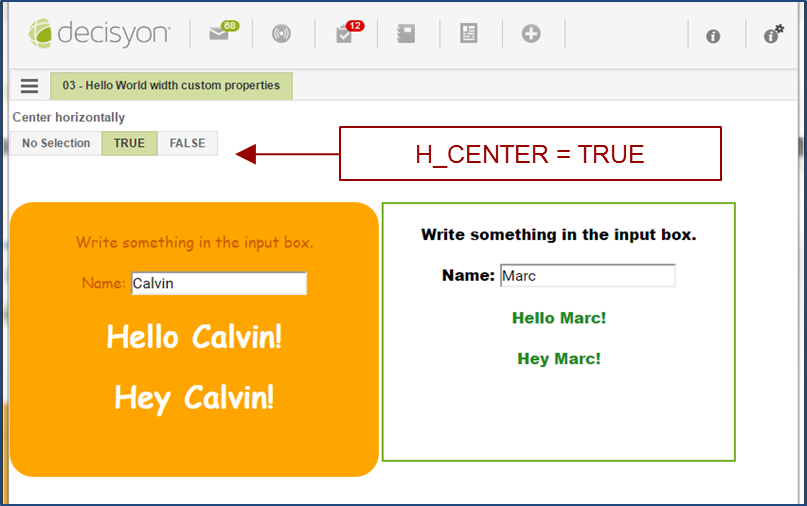 decisyon
68
12
03 - Hello World width custom properties
Center horizontally
No Selection TRUE FALSE
H_CENTER = TRUE
Write something in the input box.
Name: Calvin
Hello Calvin!
Hey Calvin!
Write something in the input box.
Name: Marc
Hello Marc!
Hey Marc!